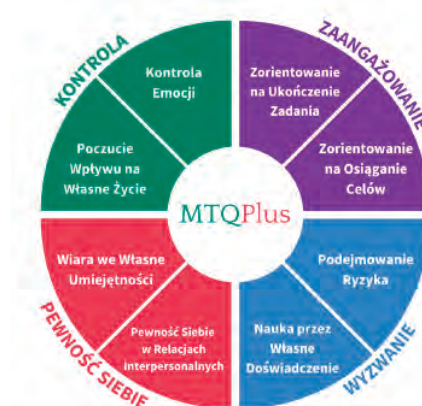 KONTROLA
Kontrola
Emocji
Poczucie
Wpływu na
Własne Życie
ZAANGAŻOWANIE
Zorientowanie
na Ukończenie
Zadania
Zorientowanie
na Osiąganie
Celów
MTQPlus
Wiara we Własne
Umiejętności
Pewność Siebie
w Relacjach
Interpersonalnych
PEWNOŚĆ SIEBIE
Podejmowanie
Ryzyka
Nauka przez
Własne
Doświadczenie
WYZWANIE